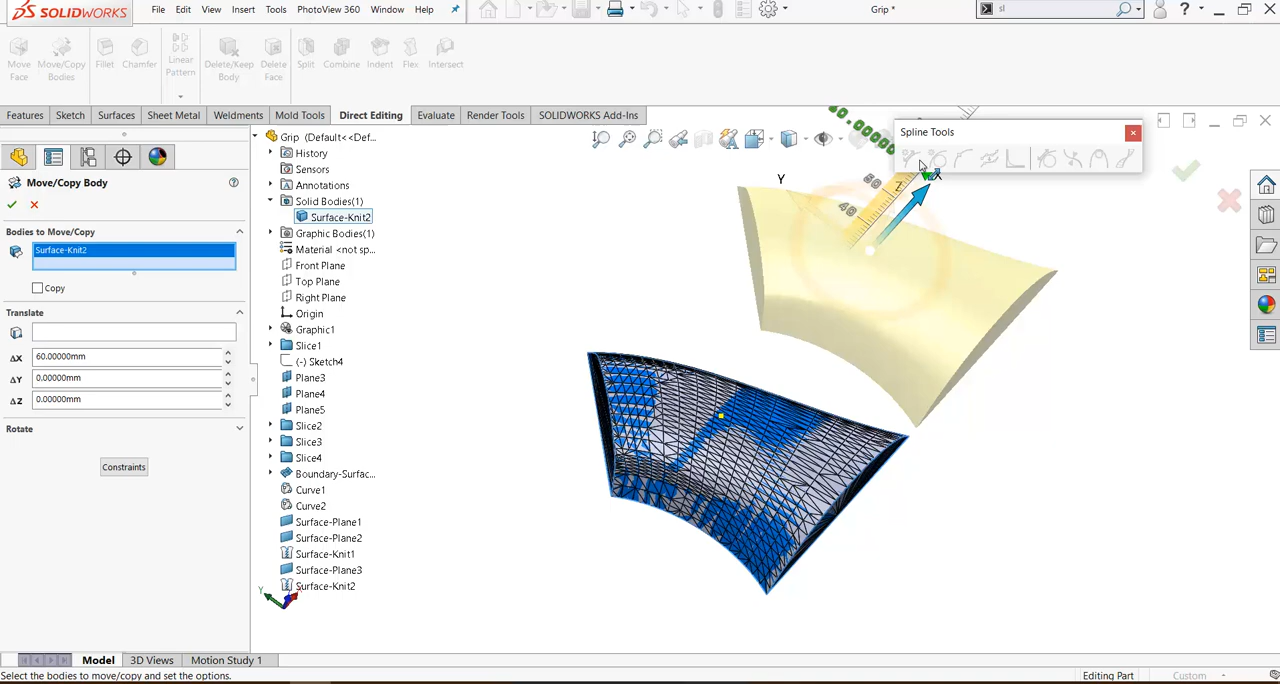 SOLIDWORKS File Edit View Insert Tools PhotoView 360 Window Help Grip * sl
Move Face Move/Copy Bodies Fillet Chamfer Linear Pattern Delete/Keep Body Delete Face Split Combine Indent Flex Intersect
Features Sketch Surfaces Sheet Metal Weldments Mold Tools Direct Editing Evaluate Render Tools SOLIDWORKS Add-Ins
Move/Copy Body
Bodies to Move/Copy
Surface-Knit2
Copy
Translate
ΔX 60.00000mm
ΔY 0.00000mm
ΔZ 0.00000mm
Rotate
Constraints
Grip (Default<<Def...
History
Sensors
Annotations
Solid Bodies(1)
Surface-Knit2
Graphic Bodies(1)
Material <not sp...
Front Plane
Top Plane
Right Plane
Origin
Graphic1
Slice1
(-) Sketch4
Plane3
Plane4
Plane5
Slice2
Slice3
Slice4
Boundary-Surfac...
Curve1
Curve2
Surface-Plane1
Surface-Plane2
Surface-Knit1
Surface-Plane3
Surface-Knit2
Y
Spline Tools
Y
Z
X
50
40
Model 3D Views Motion Study 1
Select the bodies to move/copy and set the options. Editing Part Custom